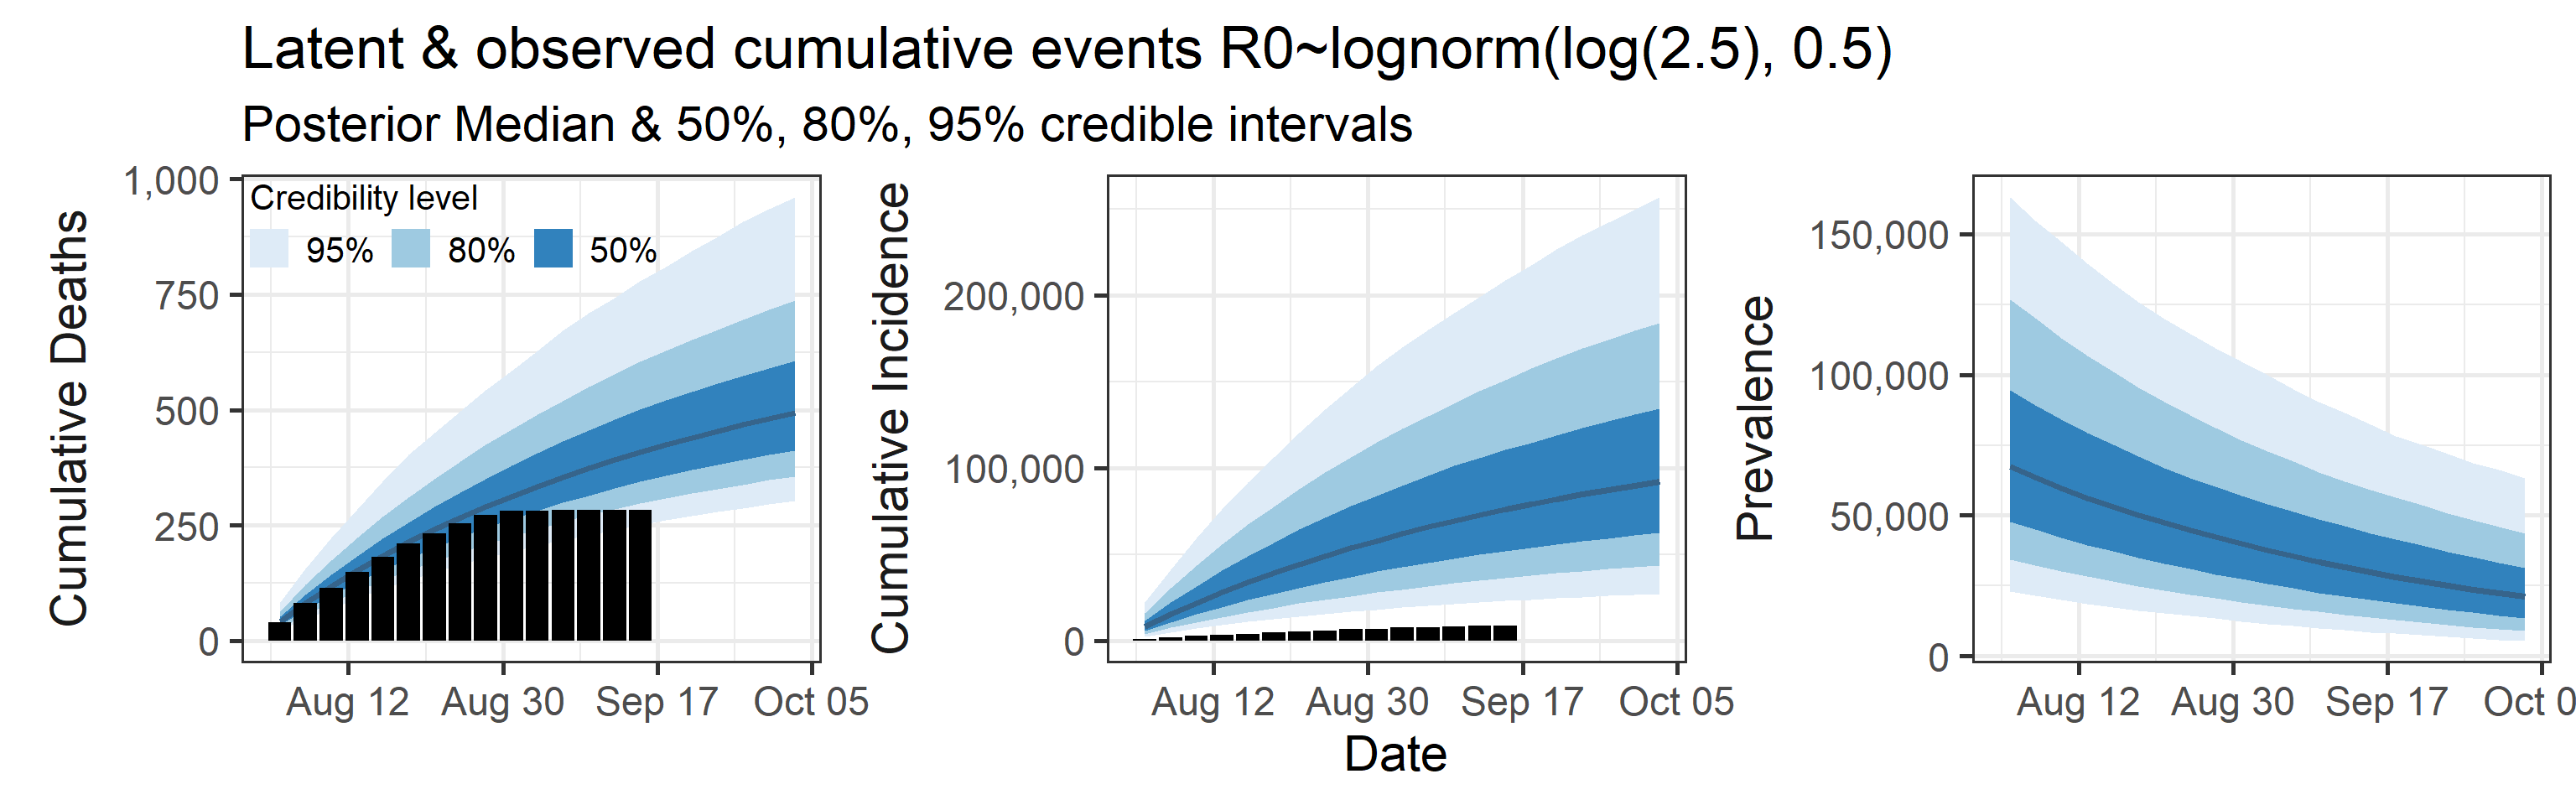 Latent & observed cumulative events R0~lognorm(log(2.5), 0.5)
Posterior Median & 50%, 80%, 95% credible intervals
Cumulative Deaths
1,000
750
500
250
0
Credibility level
95% 80% 50%
Aug 12 Aug 30 Sep 17 Oct 05
Cumulative Incidence
200,000
100,000
0
Aug 12 Aug 30 Sep 17 Oct 05
Prevalence
150,000
100,000
50,000
0
Aug 12 Aug 30 Sep 17 Oct 0
Date